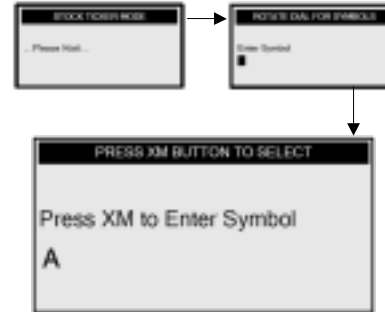 STOCK TICKER MODE
...Please Wait...
ROTATE DIAL FOR SYMBOLS
Enter Symbol
PRESS XM BUTTON TO SELECT
Press XM to Enter Symbol
A